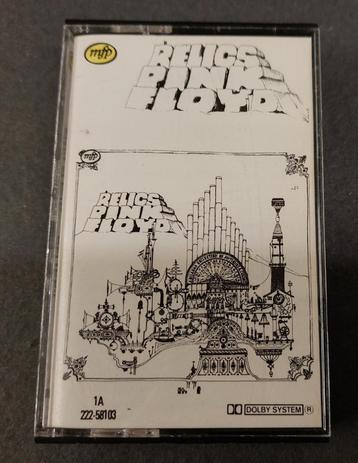 mfp
RELICS
PINK
FLOYD
mfp
RELICS
PINK
FLOYD
1A
222-58103
DOLBY SYSTEM R